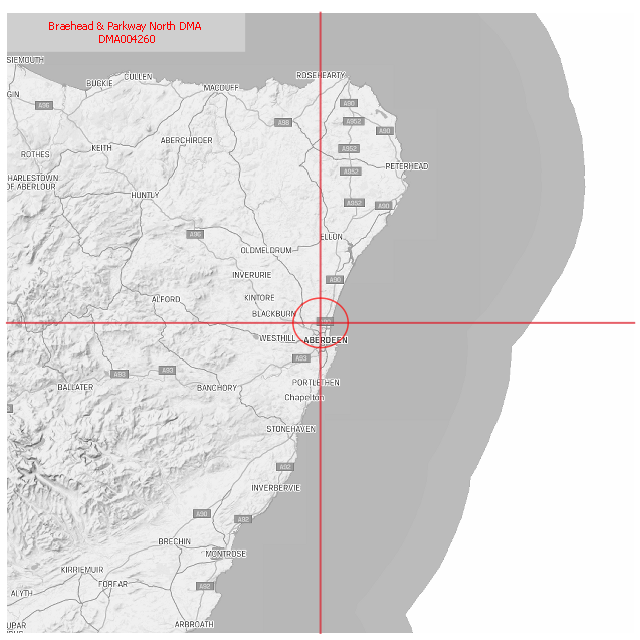 Braehead & Parkway North DMA
DMA004260
SIEMOUTH
CULLEN
BUCKIE
ROSEHEARTY
MACDUFF
GIN
A96
A90
A98
A952
A90
ABERCHIRDER
KEITH
A952
ROTHES
PETERHEAD
A952
HARLESTOWN
OF ABERLOUR
HUNTLY
A952
A90
A96
ELLON
OLDMELDRUM
INVERURIE
A90
KINTORE
ALFORD
BLACKBURN
WESTHILL
ABERDEEN
A93
A93
A93
BALLATER
BANCHORY
PORTLETHEN
Chapelton
STONEHAVEN
A92
INVERBERVIE
A90
A92
BRECHIN
MONTROSE
KIRRIEMUIR
FORFAR
ALYTH
UPAR
ARBROATH